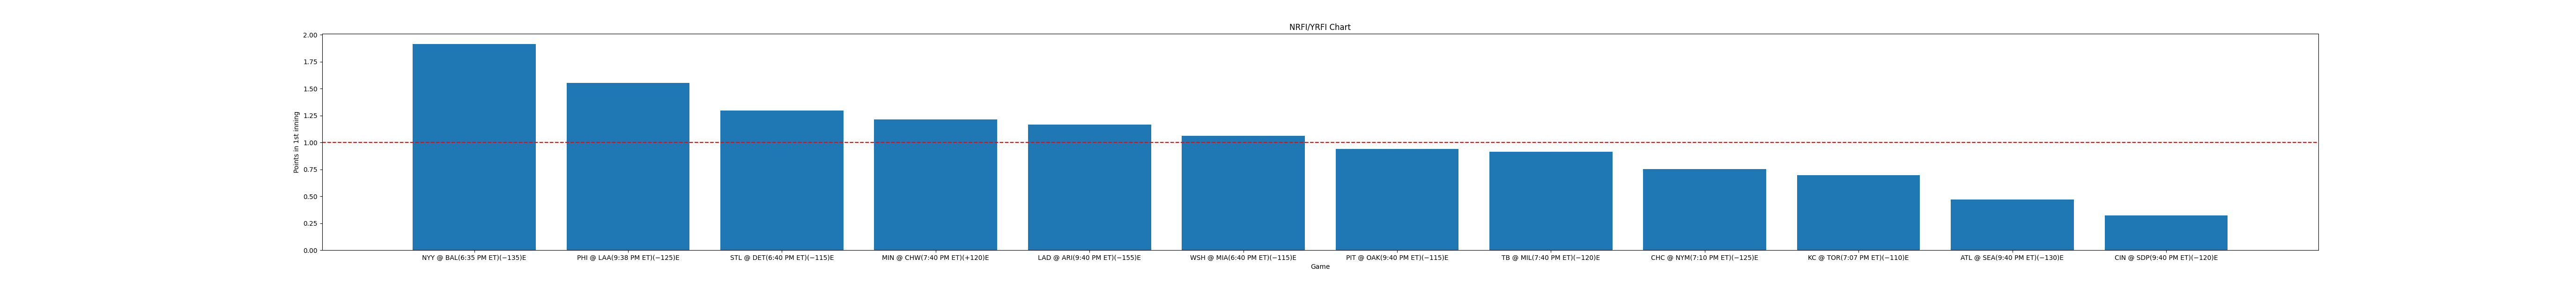 NRFI/YRFI Chart
Points in 1st inning
2.00
1.75
1.50
1.25
1.00
0.75
0.50
0.25
0.00
NYY @ BAL(6:35 PM ET)(−135)E PHI @ LAA(9:38 PM ET)(−125)E STL @ DET(6:40 PM ET)(−115)E MIN @ CHW(7:40 PM ET)(+120)E LAD @ ARI(9:40 PM ET)(−155)E WSH @ MIA(6:40 PM ET)(−115)E PIT @ OAK(9:40 PM ET)(−115)E TB @ MIL(7:40 PM ET)(−120)E CHC @ NYM(7:10 PM ET)(−125)E KC @ TOR(7:07 PM ET)(−110)E ATL @ SEA(9:40 PM ET)(−130)E CIN @ SDP(9:40 PM ET)(−120)E
Game